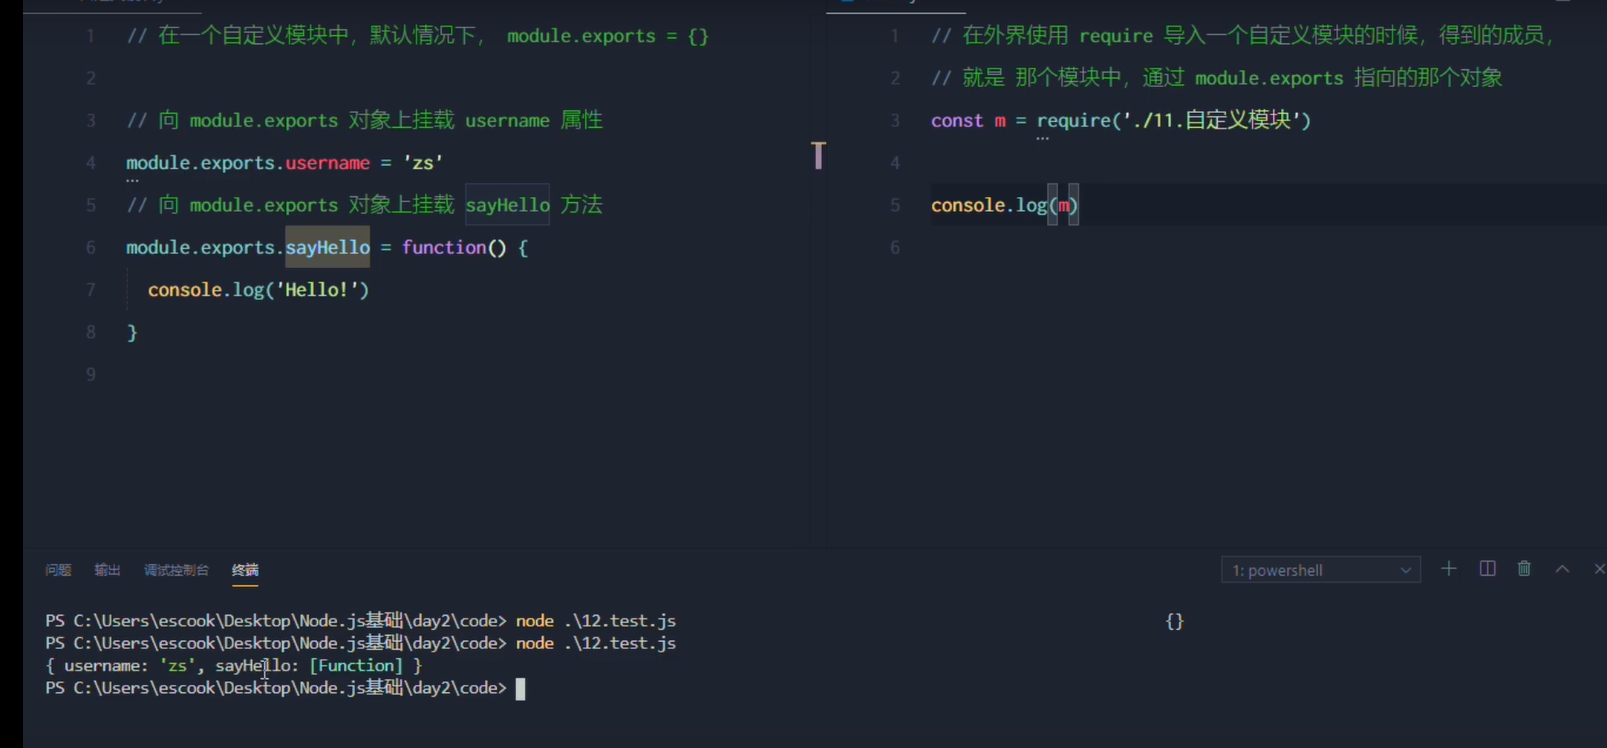 1 // 在一个自定义模块中，默认情况下， module.exports = {}
2
3 // 向 module.exports 对象上挂载 username 属性
4 module.exports.username = 'zs'
5 // 向 module.exports 对象上挂载 sayHello 方法
6 module.exports.sayHello = function() {
7 console.log('Hello!')
8 }
9
1 // 在外界使用 require 导入一个自定义模块的时候，得到的成员，
2 // 就是 那个模块中，通过 module.exports 指向的那个对象
3 const m = require('./11.自定义模块')
4
5 console.log(m)
6
问题 输出 调试控制台 终端 1: powershell
PS C:\Users\escook\Desktop\Node.js基础\day2\code> node .\12.test.js {}
PS C:\Users\escook\Desktop\Node.js基础\day2\code> node .\12.test.js
{ username: 'zs', sayHello: [Function] }
PS C:\Users\escook\Desktop\Node.js基础\day2\code>